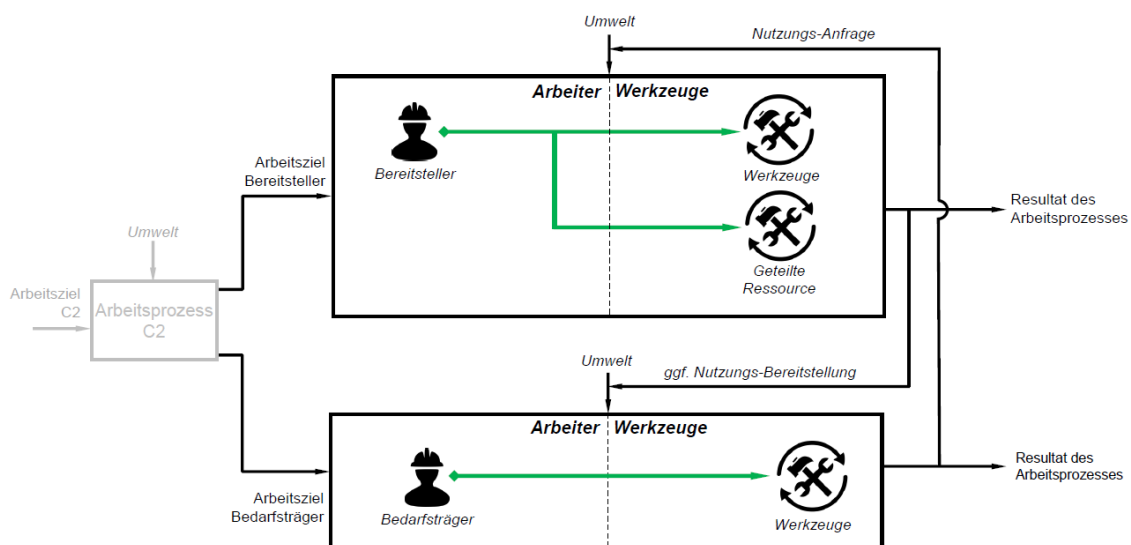 Umwelt
Nutzungs-Anfrage
Arbeiter Werkzeuge
Bereitsteller
Werkzeuge
Geteilte
Ressource
Arbeitsziel
Bereitsteller
Resultat des
Arbeitsprozesses
Umwelt
Arbeitsziel
C2
Arbeitsprozess
C2
Umwelt
ggf. Nutzungs-Bereitstellung
Arbeiter Werkzeuge
Bedarfsträger
Werkzeuge
Arbeitsziel
Bedarfsträger
Resultat des
Arbeitsprozesses